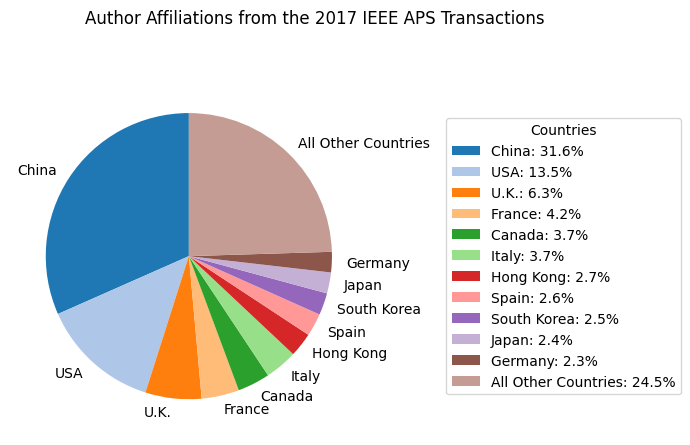 Author Affiliations from the 2017 IEEE APS Transactions
China
USA
U.K.
France
Canada
Italy
Hong Kong
Spain
South Korea
Japan
Germany
All Other Countries
Countries
China: 31.6%
USA: 13.5%
U.K.: 6.3%
France: 4.2%
Canada: 3.7%
Italy: 3.7%
Hong Kong: 2.7%
Spain: 2.6%
South Korea: 2.5%
Japan: 2.4%
Germany: 2.3%
All Other Countries: 24.5%